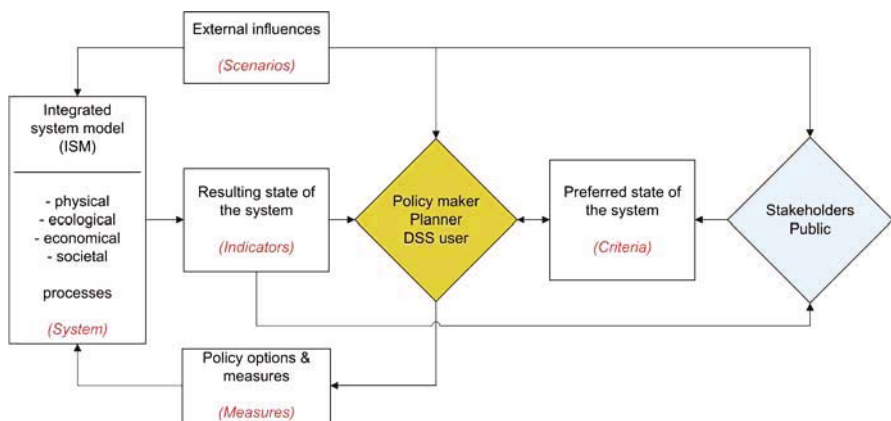 External influences
(Scenarios)
Integrated
system model
(ISM)
- physical
- ecological
- economical
- societal
processes
(System)
Resulting state of
the system
(Indicators)
Policy maker
Planner
DSS user
Preferred state of
the system
(Criteria)
Stakeholders
Public
Policy options &
measures
(Measures)